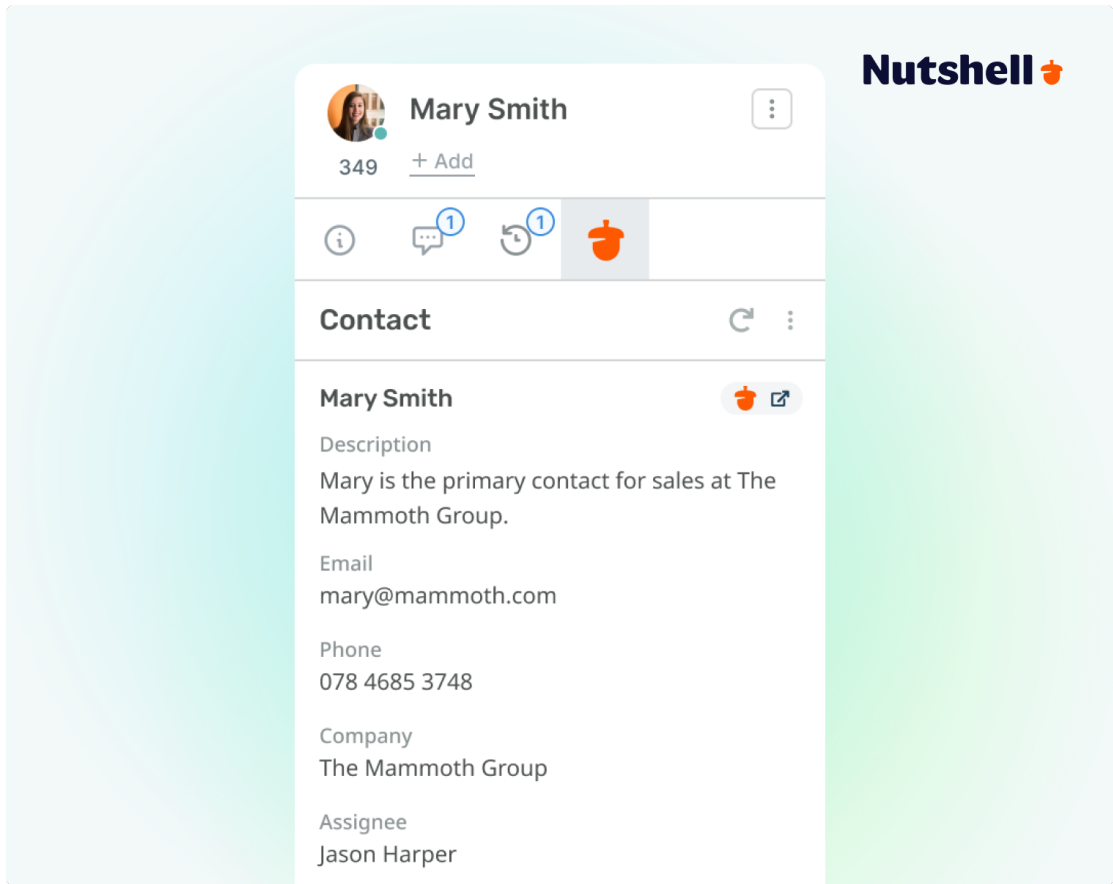 Nutshell
Mary Smith
349
+ Add
1
1
Contact
Mary Smith
Description
Mary is the primary contact for sales at The
Mammoth Group.
Email
mary@mammoth.com
Phone
078 4685 3748
Company
The Mammoth Group
Assignee
Jason Harper